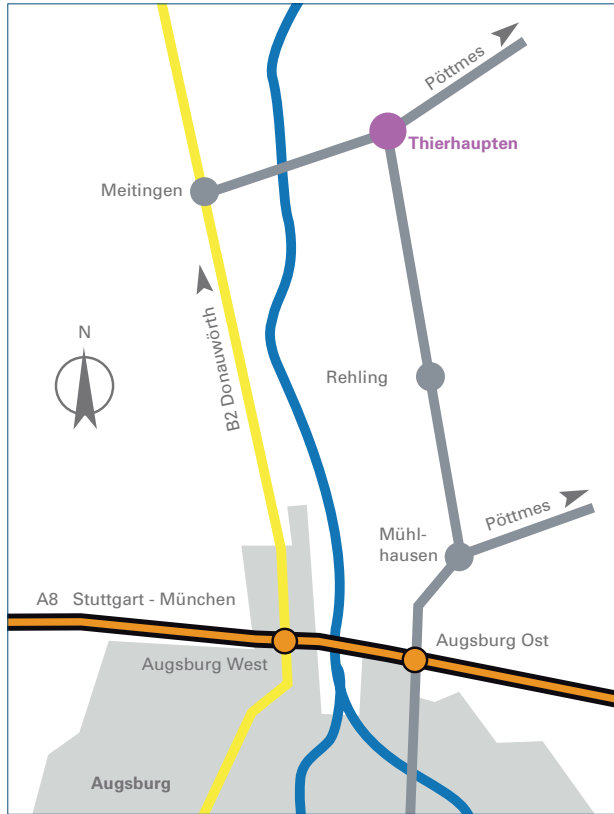 Pöttmes
Thierhaupten
Meitingen
B2 Donauwörth
N
Rehling
Pöttmes
Mühl-
hausen
A8 Stuttgart - München
Augsburg Ost
Augsburg West
Augsburg